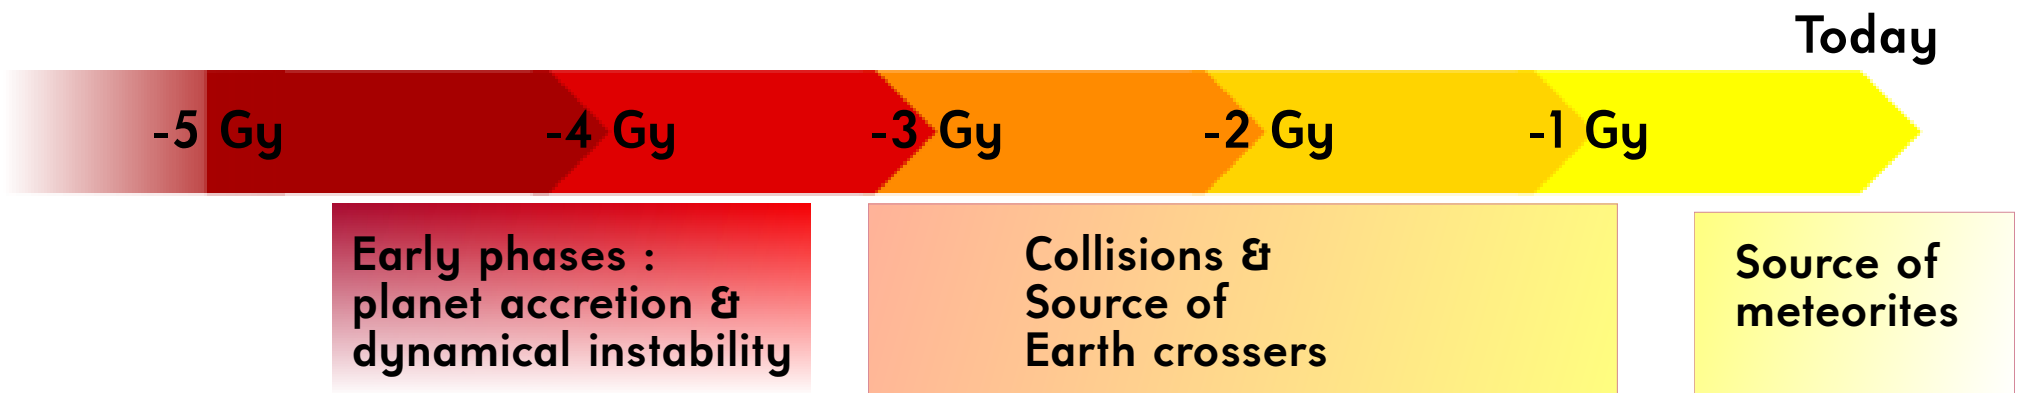 Today
-5 Gy -4 Gy -3 Gy -2 Gy -1 Gy
Early phases :
planet accretion &
dynamical instability
Collisions &
Source of
Earth crossers
Source of
meteorites